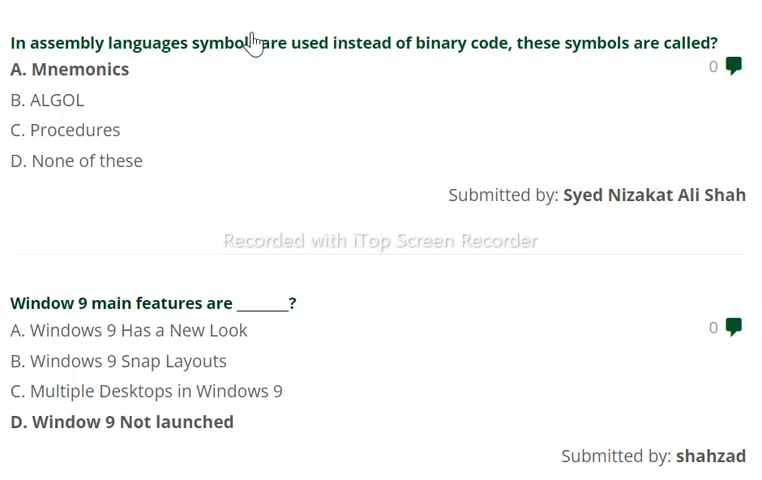 In assembly languages symbols are used instead of binary code, these symbols are called?
A. Mnemonics
0
B. ALGOL
C. Procedures
D. None of these
Submitted by: Syed Nizakat Ali Shah
Recorded with iTop Screen Recorder
Window 9 main features are _______?
A. Windows 9 Has a New Look
0
B. Windows 9 Snap Layouts
C. Multiple Desktops in Windows 9
D. Window 9 Not launched
Submitted by: shahzad